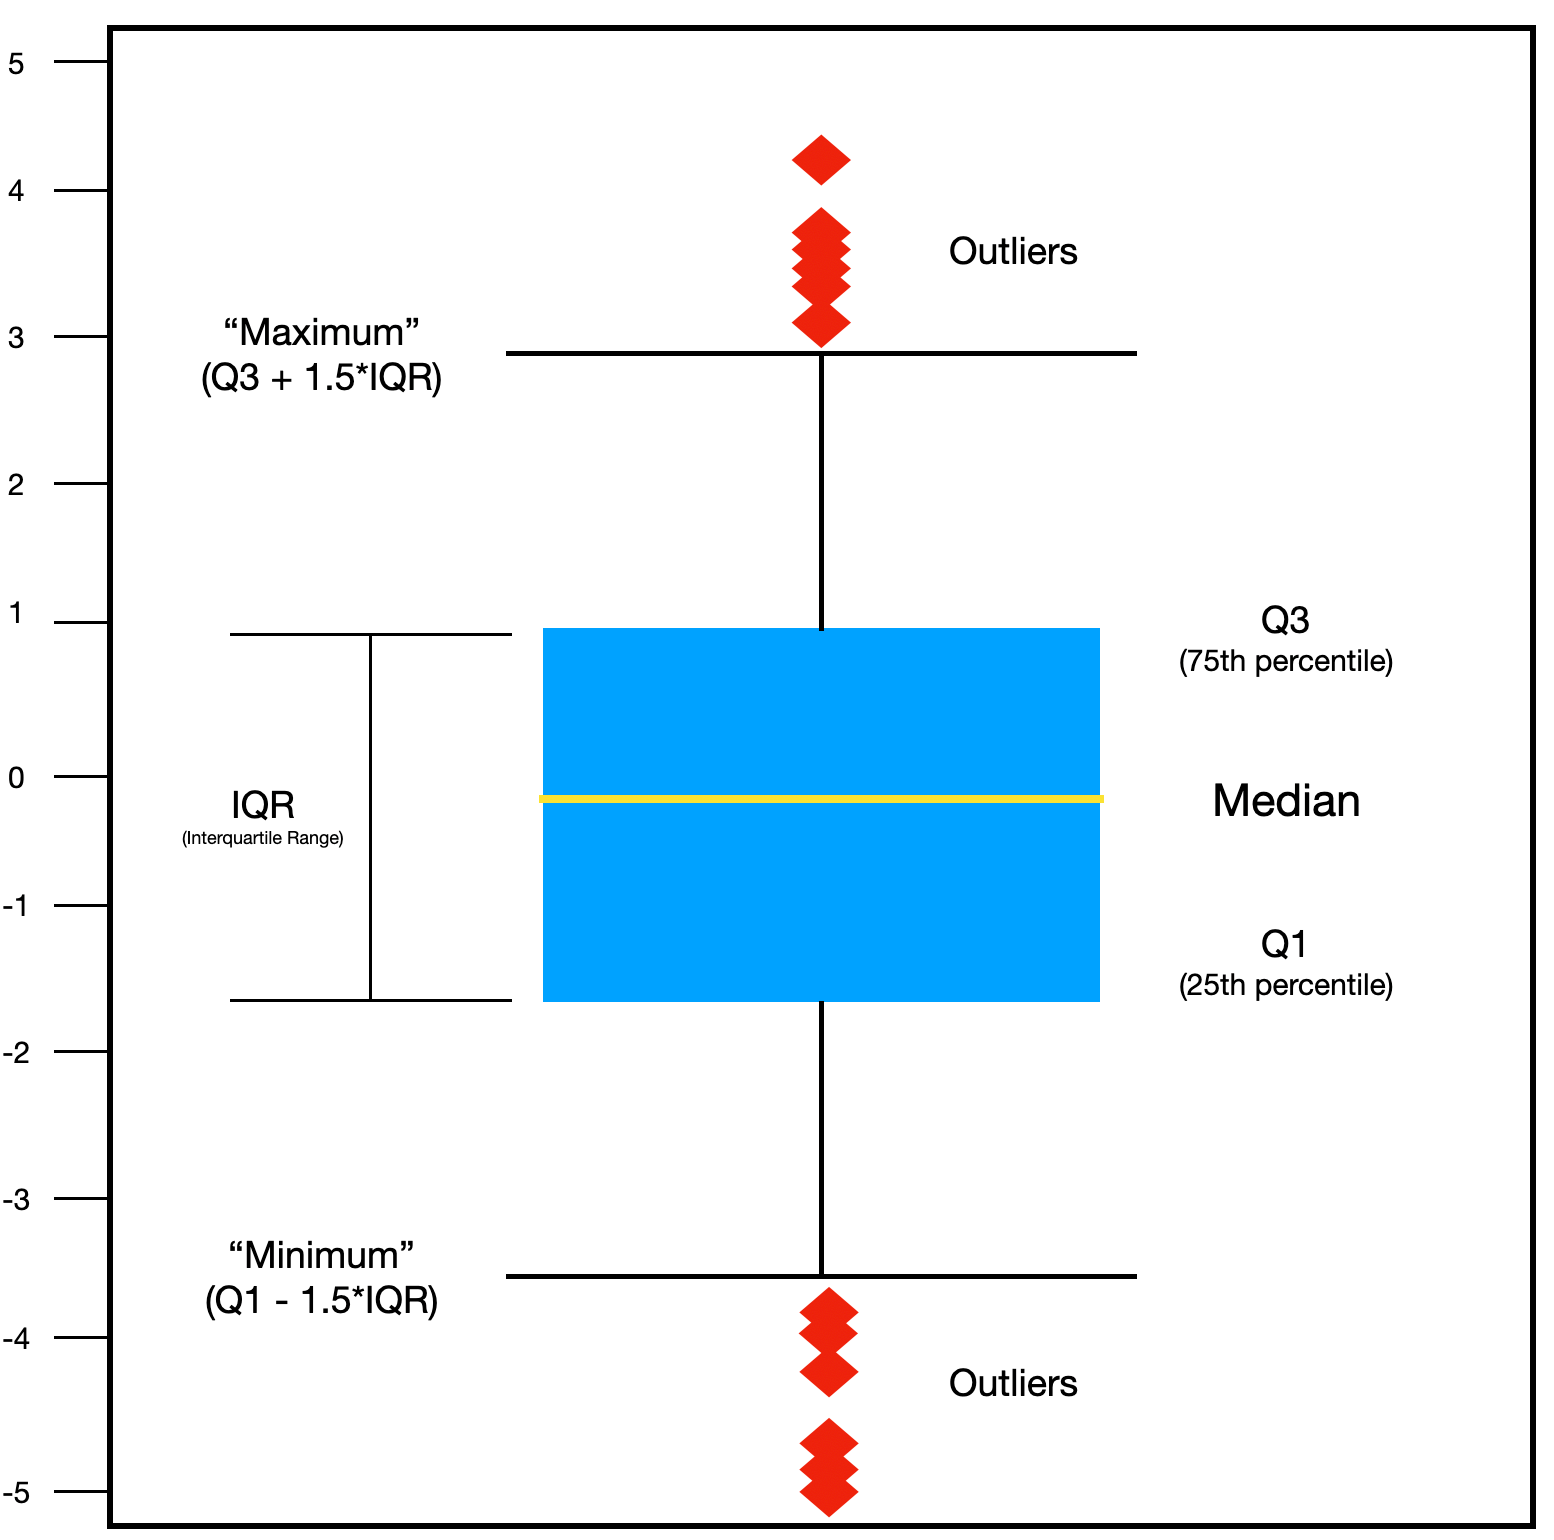 5
4
Outliers
“Maximum”
(Q3 + 1.5*IQR)
3
2
1
Q3
(75th percentile)
0
IQR
(Interquartile Range)
Median
-1
Q1
(25th percentile)
-2
-3
“Minimum”
(Q1 - 1.5*IQR)
-4
Outliers
-5